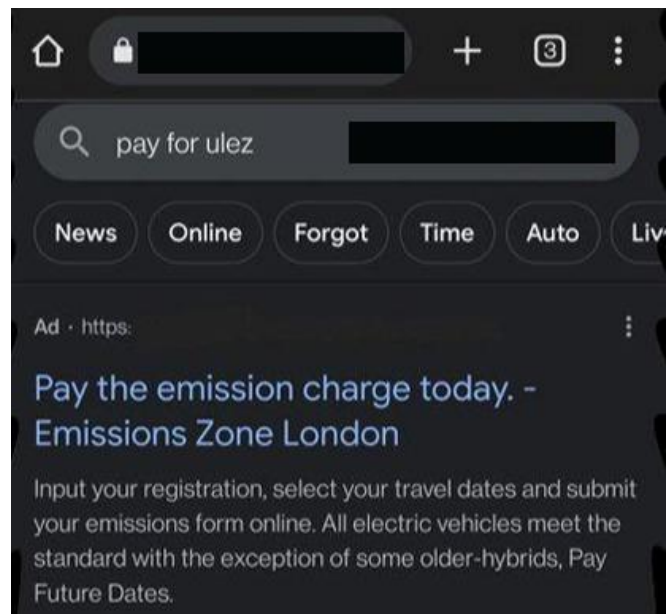 3
pay for ulez
News Online Forgot Time Auto Liv
Ad · https:
Pay the emission charge today. -
Emissions Zone London
Input your registration, select your travel dates and submit
your emissions form online. All electric vehicles meet the
standard with the exception of some older-hybrids, Pay
Future Dates.